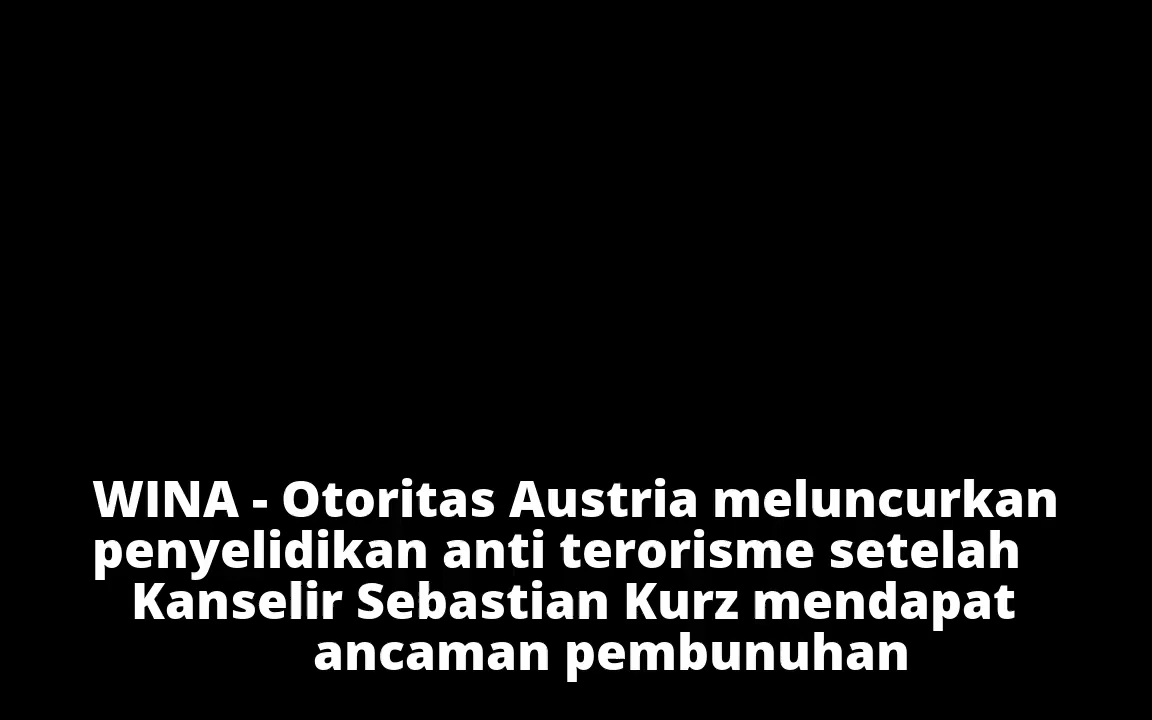 WINA - Otoritas Austria meluncurkan
penyelidikan anti terorisme setelah
Kanselir Sebastian Kurz mendapat
ancaman pembunuhan